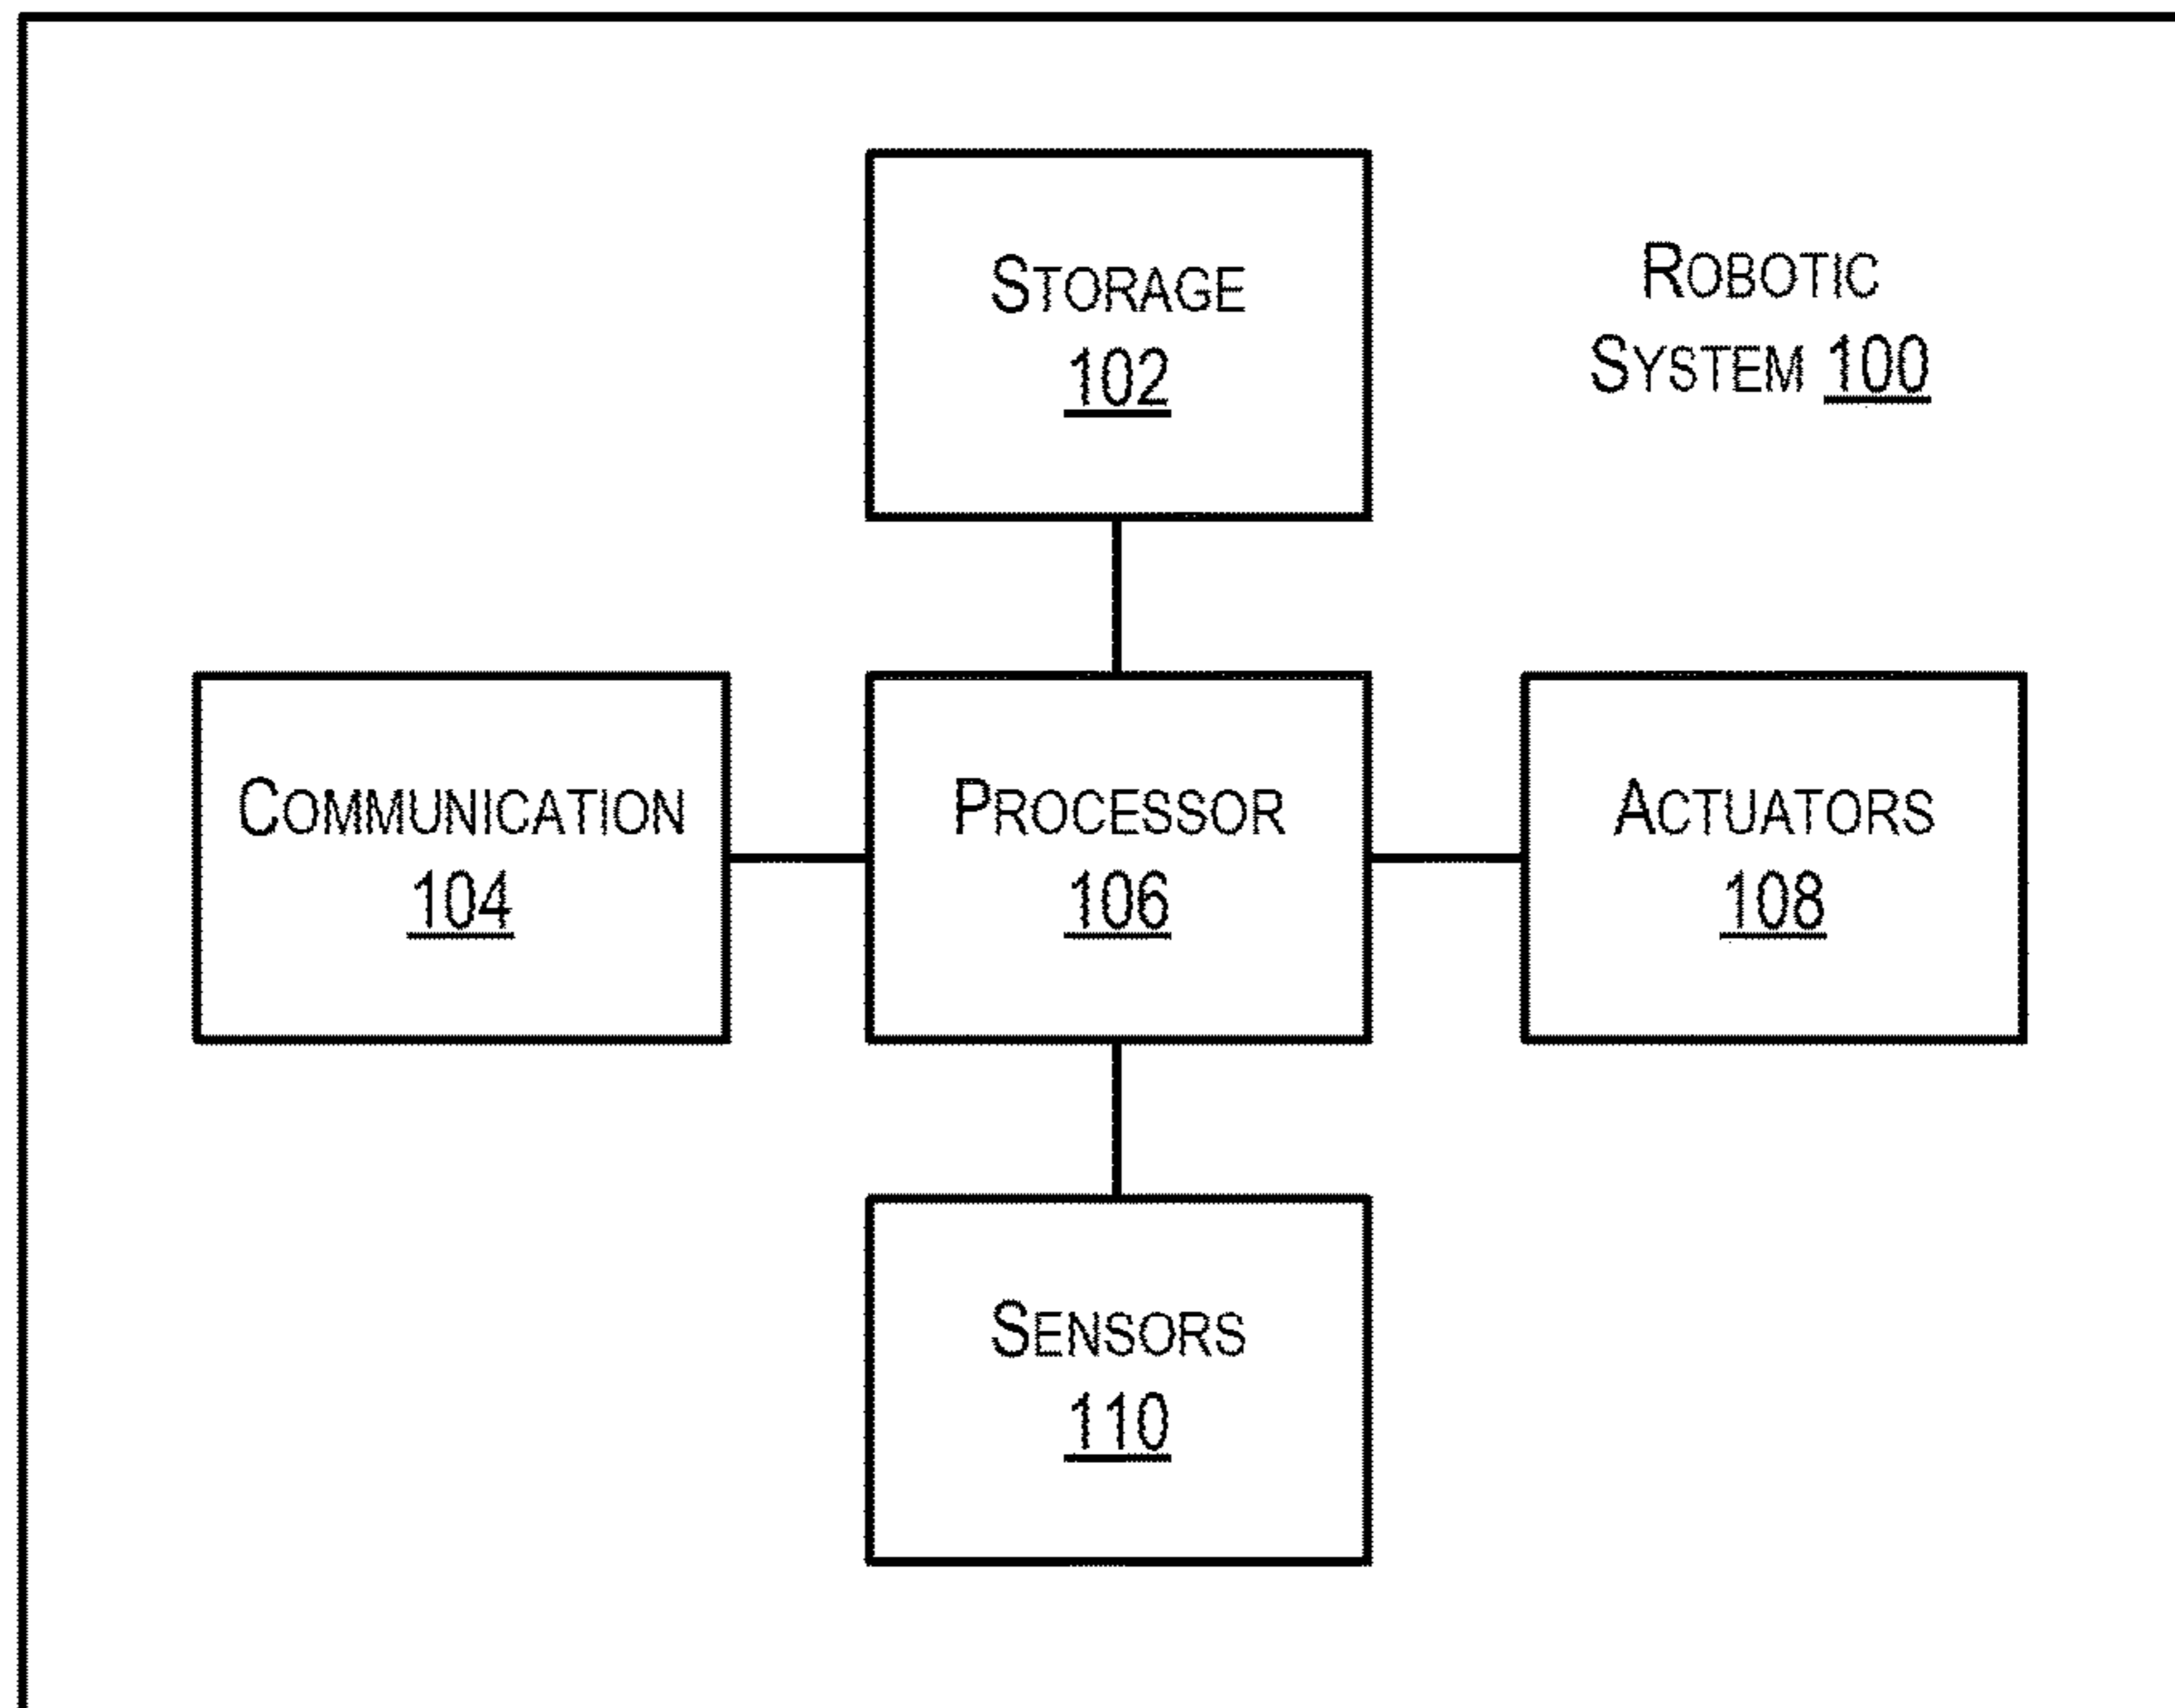 STORAGE
102
ROBOTIC
SYSTEM 100
COMMUNICATION
104
PROCESSOR
106
ACTUATORS
108
SENSORS
110